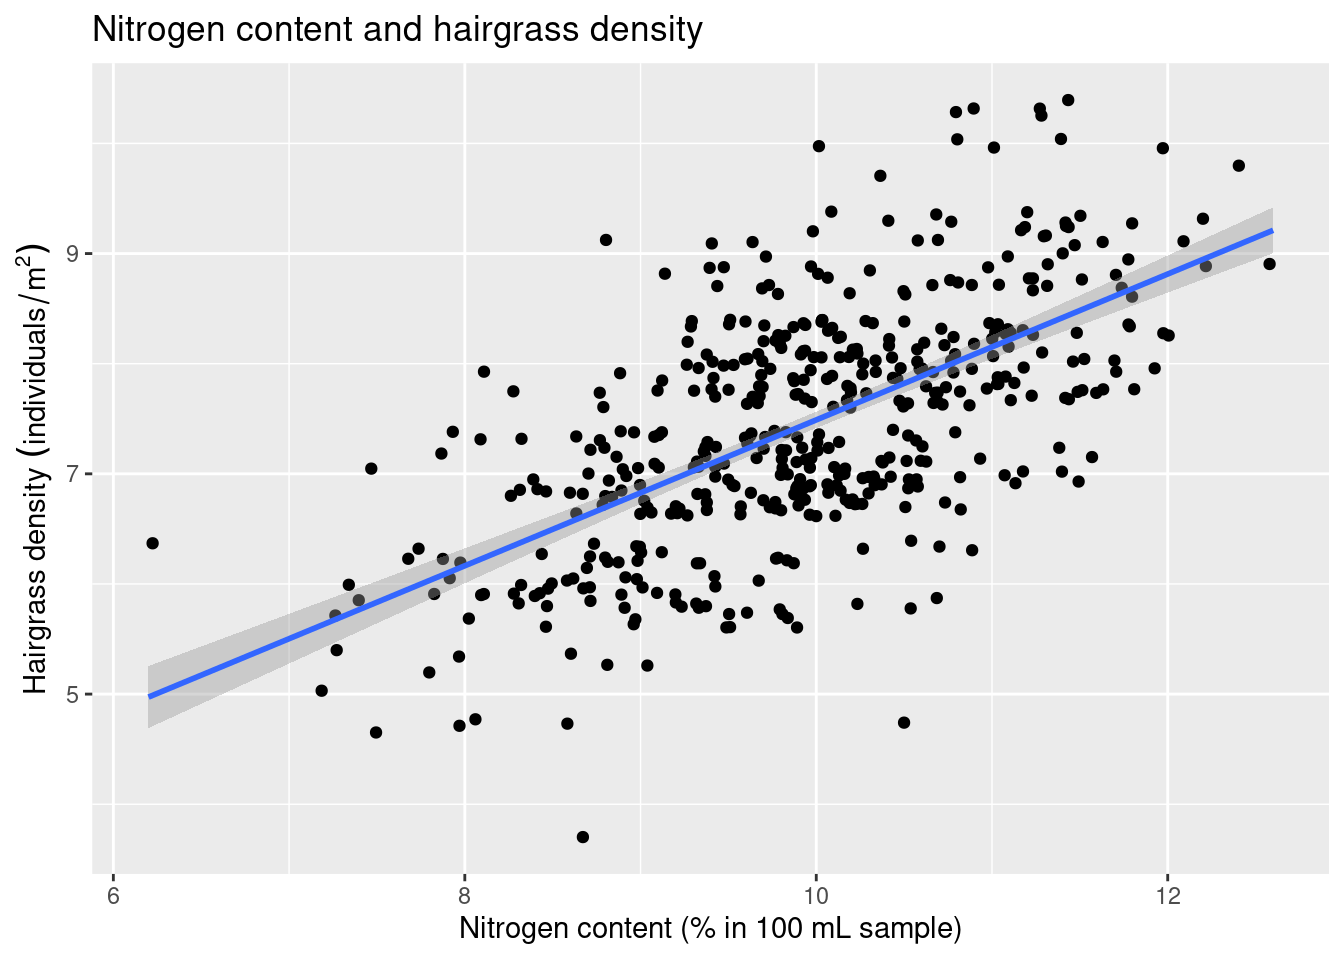 Nitrogen content and hairgrass density
Hairgrass density (individuals/m²)
9
7
5
6 8 10 12
Nitrogen content (% in 100 mL sample)